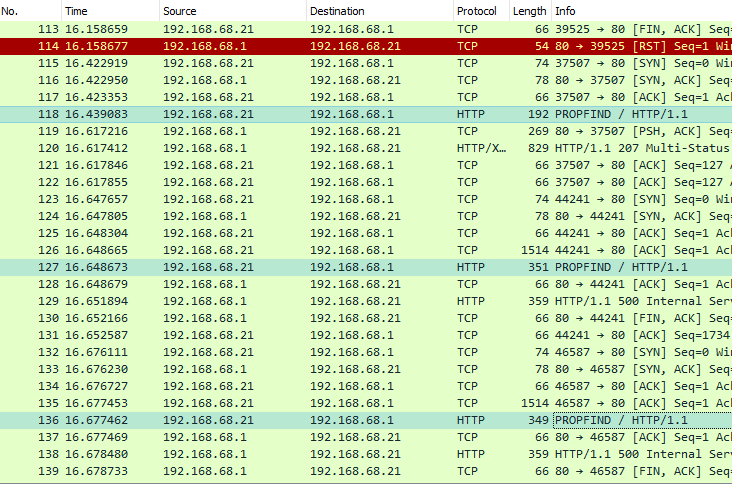 No. Time Source Destination Protocol Length Info
113 16.158659 192.168.68.21 192.168.68.1 TCP 66 39525 → 80 [FIN, ACK] Seq=
114 16.158677 192.168.68.1 192.168.68.21 TCP 54 80 → 39525 [RST] Seq=1 Wi
115 16.422919 192.168.68.21 192.168.68.1 TCP 74 37507 → 80 [SYN] Seq=0 Wi
116 16.422950 192.168.68.1 192.168.68.21 TCP 78 80 → 37507 [SYN, ACK] Seq
117 16.423353 192.168.68.21 192.168.68.1 TCP 66 37507 → 80 [ACK] Seq=1 Ac
118 16.439083 192.168.68.21 192.168.68.1 HTTP 192 PROPFIND / HTTP/1.1
119 16.617216 192.168.68.1 192.168.68.21 TCP 269 80 → 37507 [PSH, ACK] Seq
120 16.617412 192.168.68.1 192.168.68.21 HTTP/X… 829 HTTP/1.1 207 Multi-Status
121 16.617846 192.168.68.21 192.168.68.1 TCP 66 37507 → 80 [ACK] Seq=127
122 16.617855 192.168.68.21 192.168.68.1 TCP 66 37507 → 80 [ACK] Seq=127
123 16.647657 192.168.68.21 192.168.68.1 TCP 74 44241 → 80 [SYN] Seq=0 Wi
124 16.647805 192.168.68.1 192.168.68.21 TCP 78 80 → 44241 [SYN, ACK] Seq
125 16.648304 192.168.68.21 192.168.68.1 TCP 66 44241 → 80 [ACK] Seq=1 Ac
126 16.648665 192.168.68.21 192.168.68.1 TCP 1514 44241 → 80 [ACK] Seq=1 Ac
127 16.648673 192.168.68.21 192.168.68.1 HTTP 351 PROPFIND / HTTP/1.1
128 16.648679 192.168.68.1 192.168.68.21 TCP 66 80 → 44241 [ACK] Seq=1 Ac
129 16.651894 192.168.68.1 192.168.68.21 HTTP 359 HTTP/1.1 500 Internal Ser
130 16.652166 192.168.68.1 192.168.68.21 TCP 66 80 → 44241 [FIN, ACK] Seq
131 16.652587 192.168.68.21 192.168.68.1 TCP 66 44241 → 80 [ACK] Seq=1734
132 16.676111 192.168.68.21 192.168.68.1 TCP 74 46587 → 80 [SYN] Seq=0 Wi
133 16.676230 192.168.68.1 192.168.68.21 TCP 78 80 → 46587 [SYN, ACK] Seq
134 16.676727 192.168.68.21 192.168.68.1 TCP 66 46587 → 80 [ACK] Seq=1 Ac
135 16.677453 192.168.68.21 192.168.68.1 TCP 1514 46587 → 80 [ACK] Seq=1 Ac
136 16.677462 192.168.68.21 192.168.68.1 HTTP 349 PROPFIND / HTTP/1.1
137 16.677469 192.168.68.1 192.168.68.21 TCP 66 80 → 46587 [ACK] Seq=1 Ac
138 16.678480 192.168.68.1 192.168.68.21 HTTP 359 HTTP/1.1 500 Internal Ser
139 16.678733 192.168.68.1 192.168.68.21 TCP 66 80 → 46587 [FIN, ACK] Seq